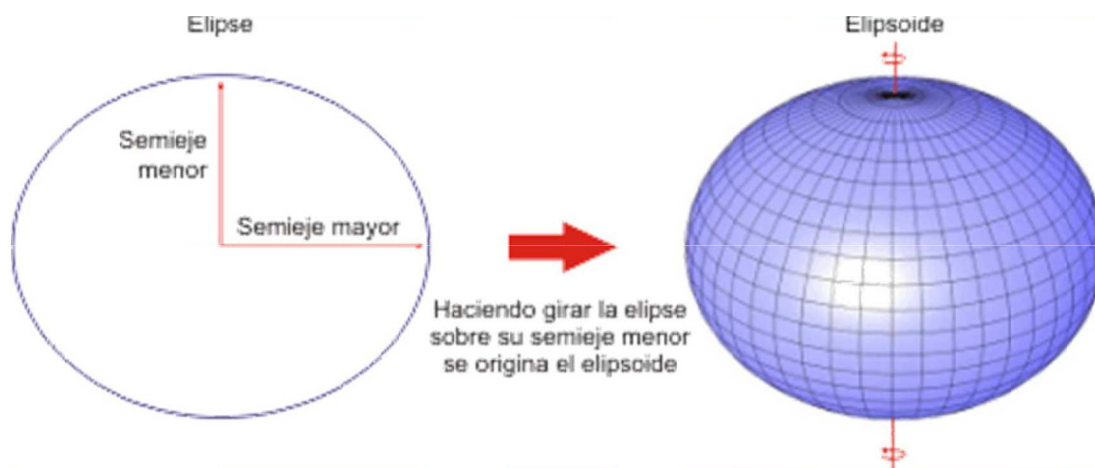 Elipse
Elipsoide
Semieje
menor
Semieje mayor
Haciendo girar la elipse
sobre su semieje menor
se origina el elipsoide